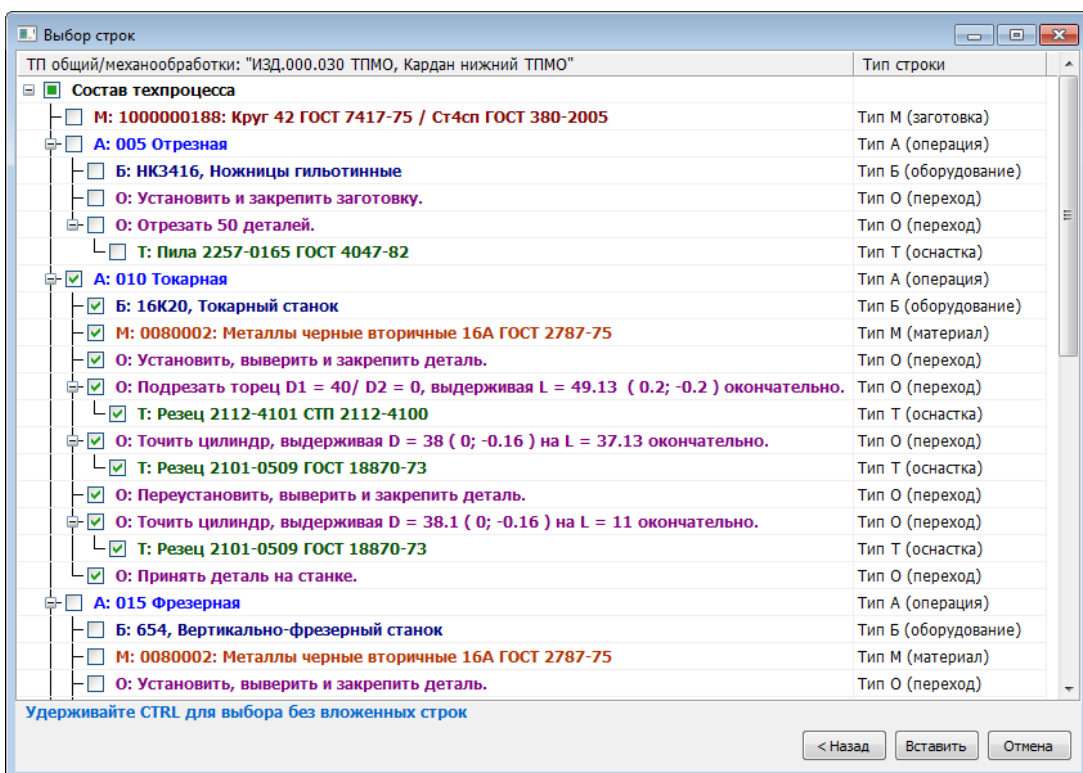 Выбор строк
ТП общий/механообработки: "ИЗД.000.030 ТПМО, Кардан нижний ТПМО" Тип строки
Состав техпроцесса
М: 1000000188: Круг 42 ГОСТ 7417-75 / Ст4сп ГОСТ 380-2005 Тип М (заготовка)
А: 005 Отрезная Тип А (операция)
Б: НК3416, Ножницы гильотинные Тип Б (оборудование)
О: Установить и закрепить заготовку. Тип О (переход)
О: Отрезать 50 деталей. Тип О (переход)
Т: Пила 2257-0165 ГОСТ 4047-82 Тип Т (оснастка)
А: 010 Токарная Тип А (операция)
Б: 16К20, Токарный станок Тип Б (оборудование)
М: 0080002: Металлы черные вторичные 16А ГОСТ 2787-75 Тип М (материал)
О: Установить, выверить и закрепить деталь. Тип О (переход)
О: Подрезать торец D1 = 40/ D2 = 0, выдерживая L = 49.13 ( 0.2; -0.2 ) окончательно. Тип О (переход)
Т: Резец 2112-4101 СТП 2112-4100 Тип Т (оснастка)
О: Точить цилиндр, выдерживая D = 38 ( 0; -0.16 ) на L = 37.13 окончательно. Тип О (переход)
Т: Резец 2101-0509 ГОСТ 18870-73 Тип Т (оснастка)
О: Переустановить, выверить и закрепить деталь. Тип О (переход)
О: Точить цилиндр, выдерживая D = 38.1 ( 0; -0.16 ) на L = 11 окончательно. Тип О (переход)
Т: Резец 2101-0509 ГОСТ 18870-73 Тип Т (оснастка)
О: Принять деталь на станке. Тип О (переход)
А: 015 Фрезерная Тип А (операция)
Б: 654, Вертикально-фрезерный станок Тип Б (оборудование)
М: 0080002: Металлы черные вторичные 16А ГОСТ 2787-75 Тип М (материал)
О: Установить, выверить и закрепить деталь. Тип О (переход)
Удерживайте CTRL для выбора без вложенных строк
< Назад Вставить Отмена